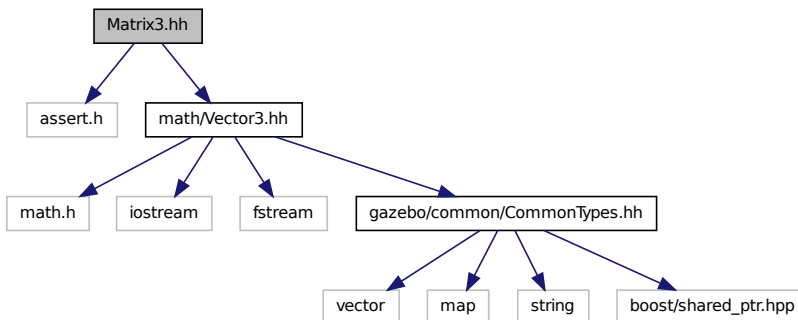 Matrix3.hh
assert.h
math/Vector3.hh
math.h
iostream
fstream
gazebo/common/CommonTypes.hh
vector
map
string
boost/shared_ptr.hpp